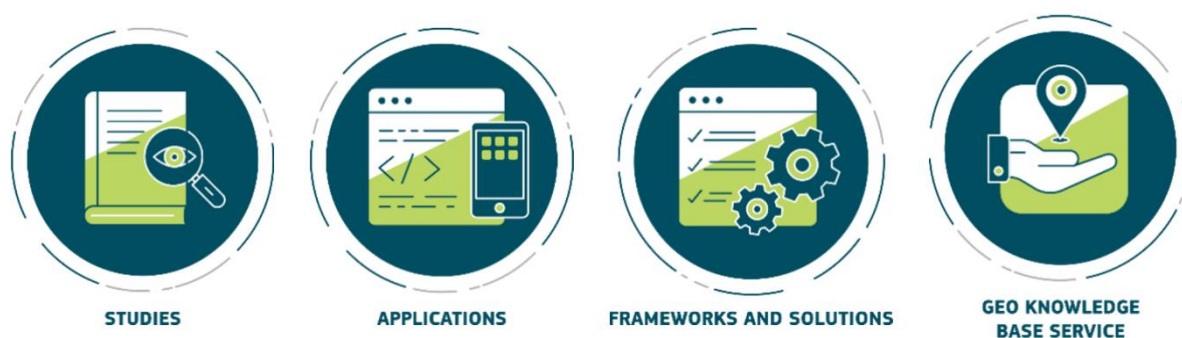 STUDIES
APPLICATIONS
FRAMEWORKS AND SOLUTIONS
GEO KNOWLEDGE
BASE SERVICE